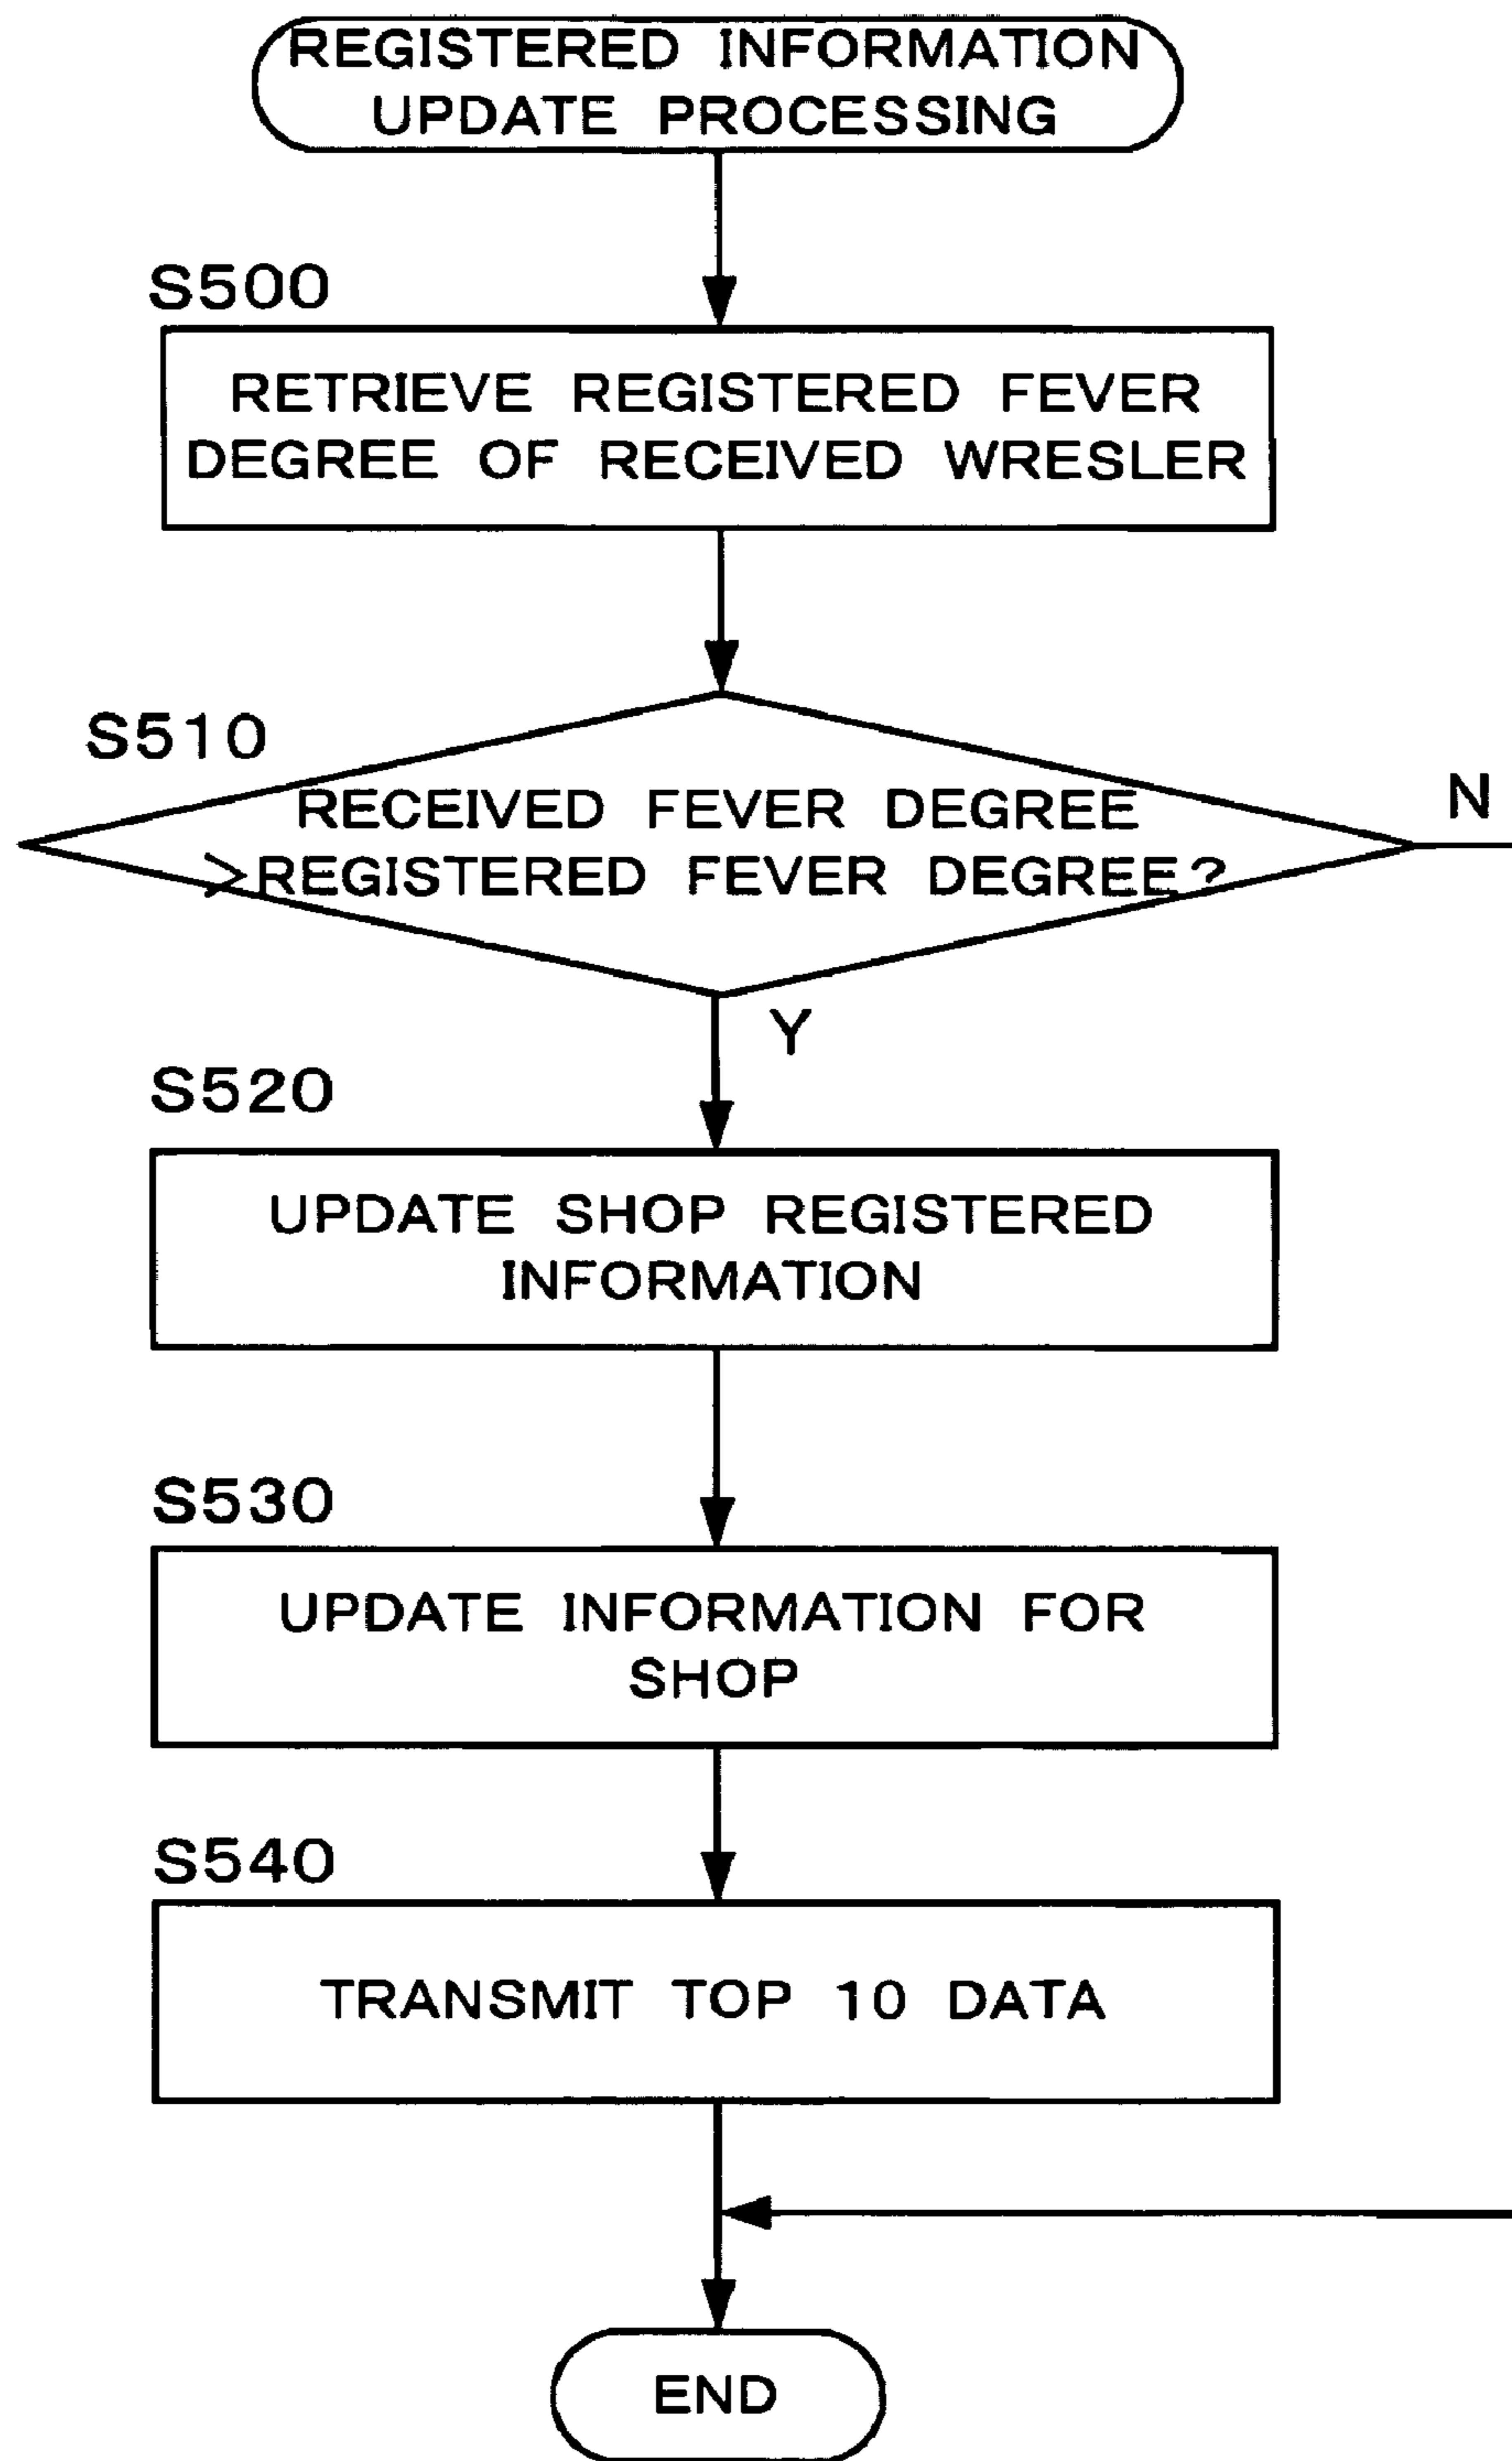 REGISTERED INFORMATION
UPDATE PROCESSING
S500
RETRIEVE REGISTERED FEVER
DEGREE OF RECEIVED WRESLER
S510
RECEIVED FEVER DEGREE
>REGISTERED FEVER DEGREE?
N
Y
S520
UPDATE SHOP REGISTERED
INFORMATION
S530
UPDATE INFORMATION FOR
SHOP
S540
TRANSMIT TOP 10 DATA
END